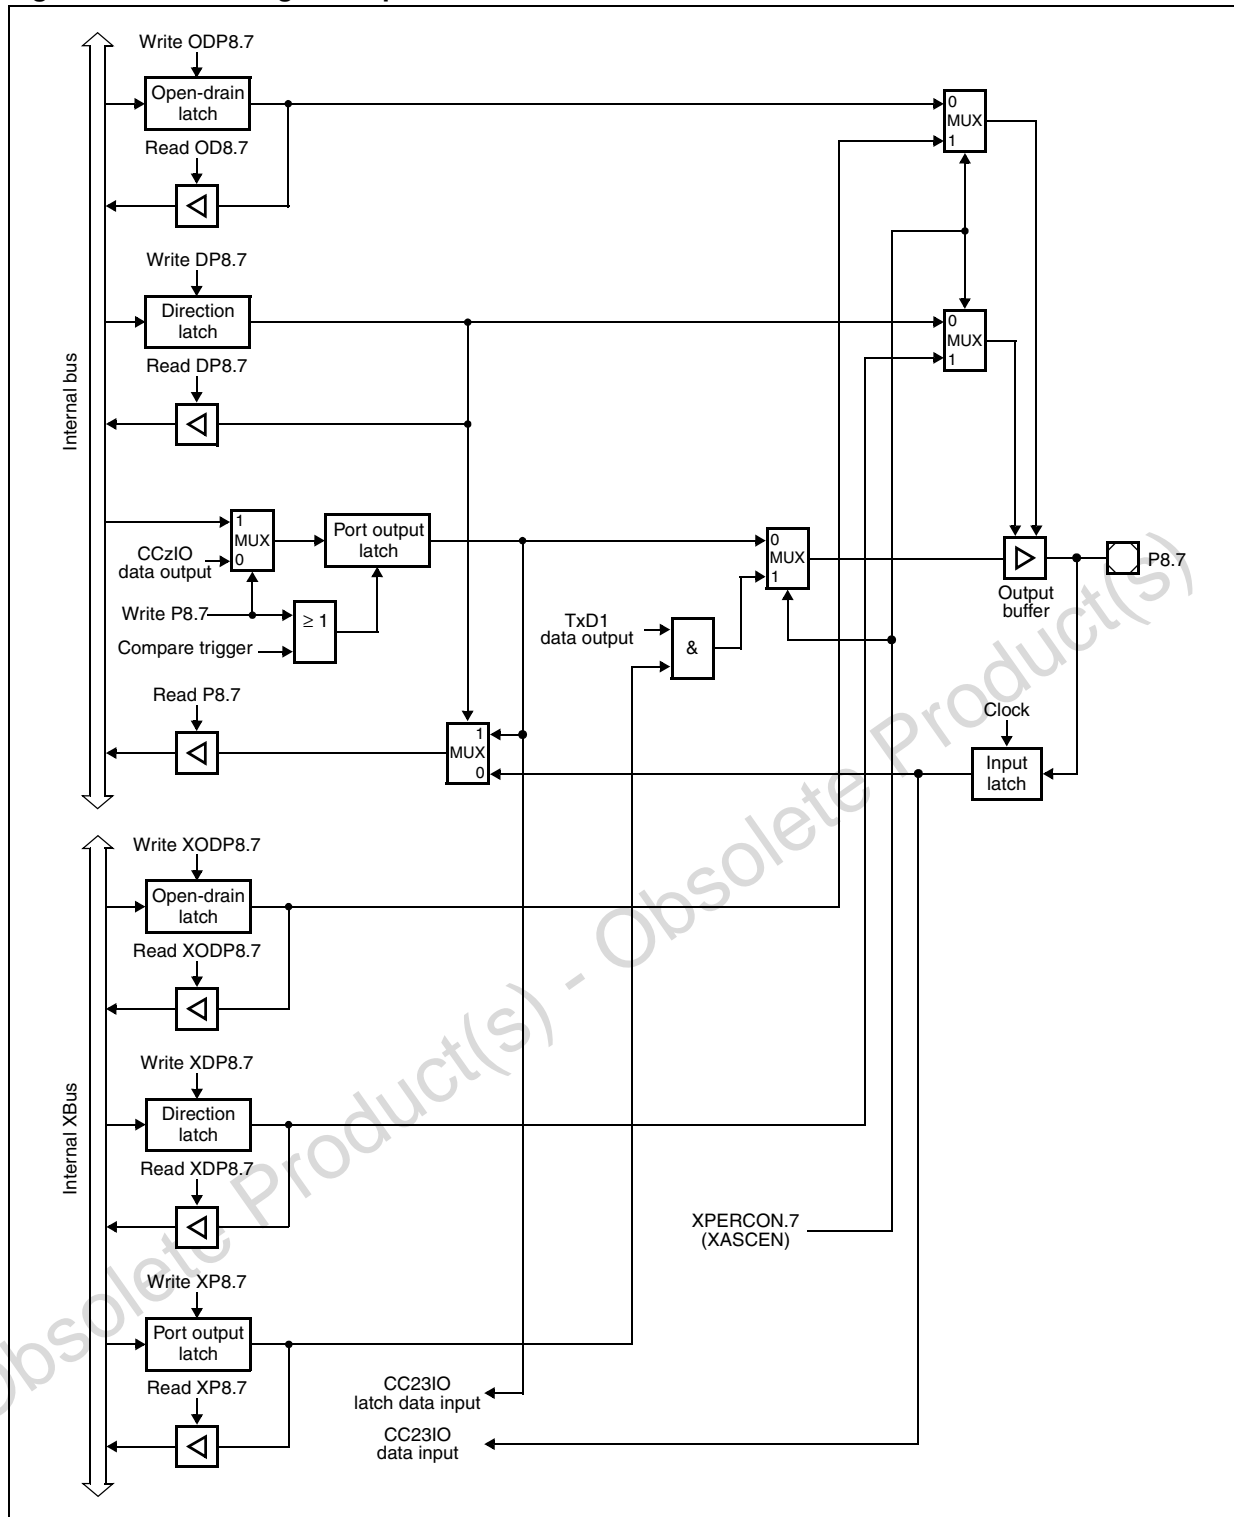 Write ODP8.7
Open-drain
latch
0
MUX
1
Read OD8.7
Write DP8.7
Direction
latch
0
MUX
1
Read DP8.7
Internal bus
1
MUX
0
CCzIO
data output
Port output
latch
0
MUX
1
P8.7
Output
buffer
Write P8.7
≥ 1
Compare trigger
TxD1
data output
&
Read P8.7
1
MUX
0
Clock
Input
latch
Write XODP8.7
Open-drain
latch
Read XODP8.7
Write XDP8.7
Direction
latch
Read XDP8.7
Internal XBus
XPERCON.7
(XASCEN)
Write XP8.7
Port output
latch
Read XP8.7
CC23IO
latch data input
CC23IO
data input
Obsolete Product(s) - Obsolete Product(s)